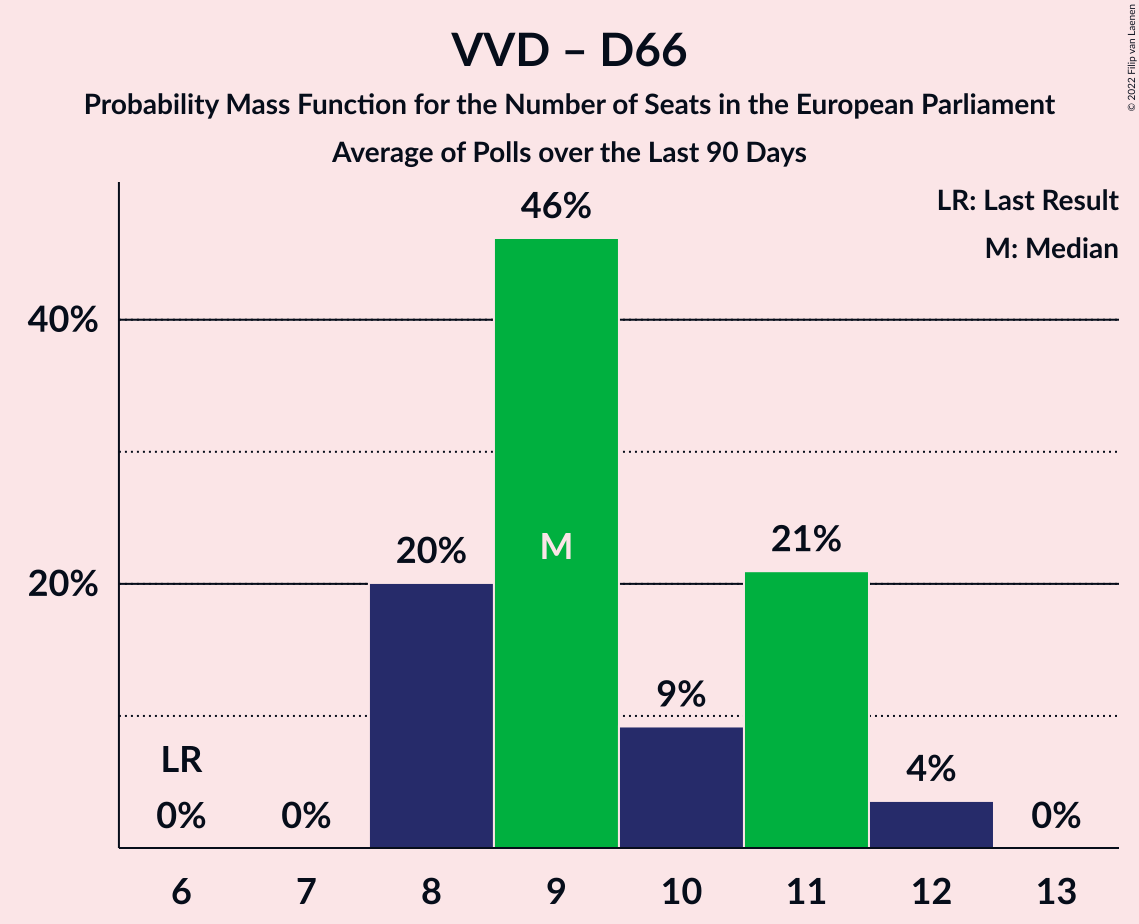 VVD – D66
Probability Mass Function for the Number of Seats in the European Parliament
Average of Polls over the Last 90 Days
© 2022 Filip van Laenen
LR: Last Result
M: Median
46%
40%
21%
20%
M
20%
9%
4%
LR
0%
0%
0%
6 7 8 9 10 11 12 13